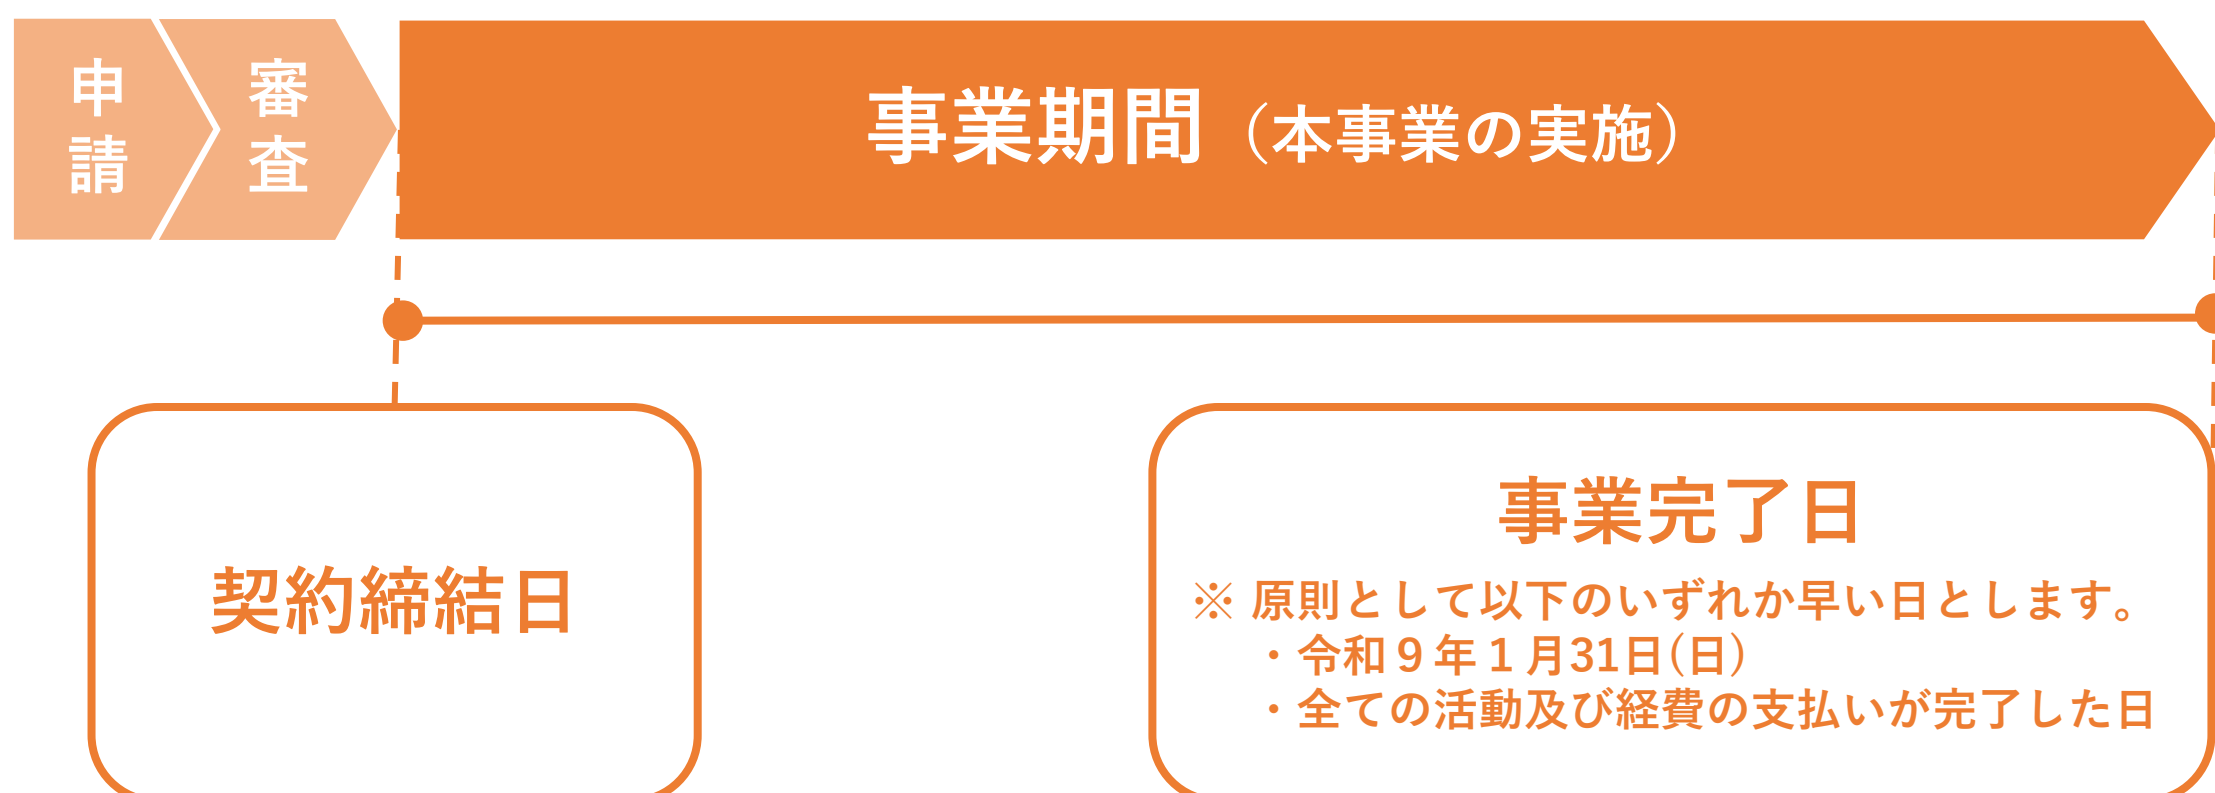 申請
審査
事業期間（本事業の実施）
契約締結日
事業完了日
※ 原則として以下のいずれか早い日とします。
・令和９年１月31日(日)
・全ての活動及び経費の支払いが完了した日